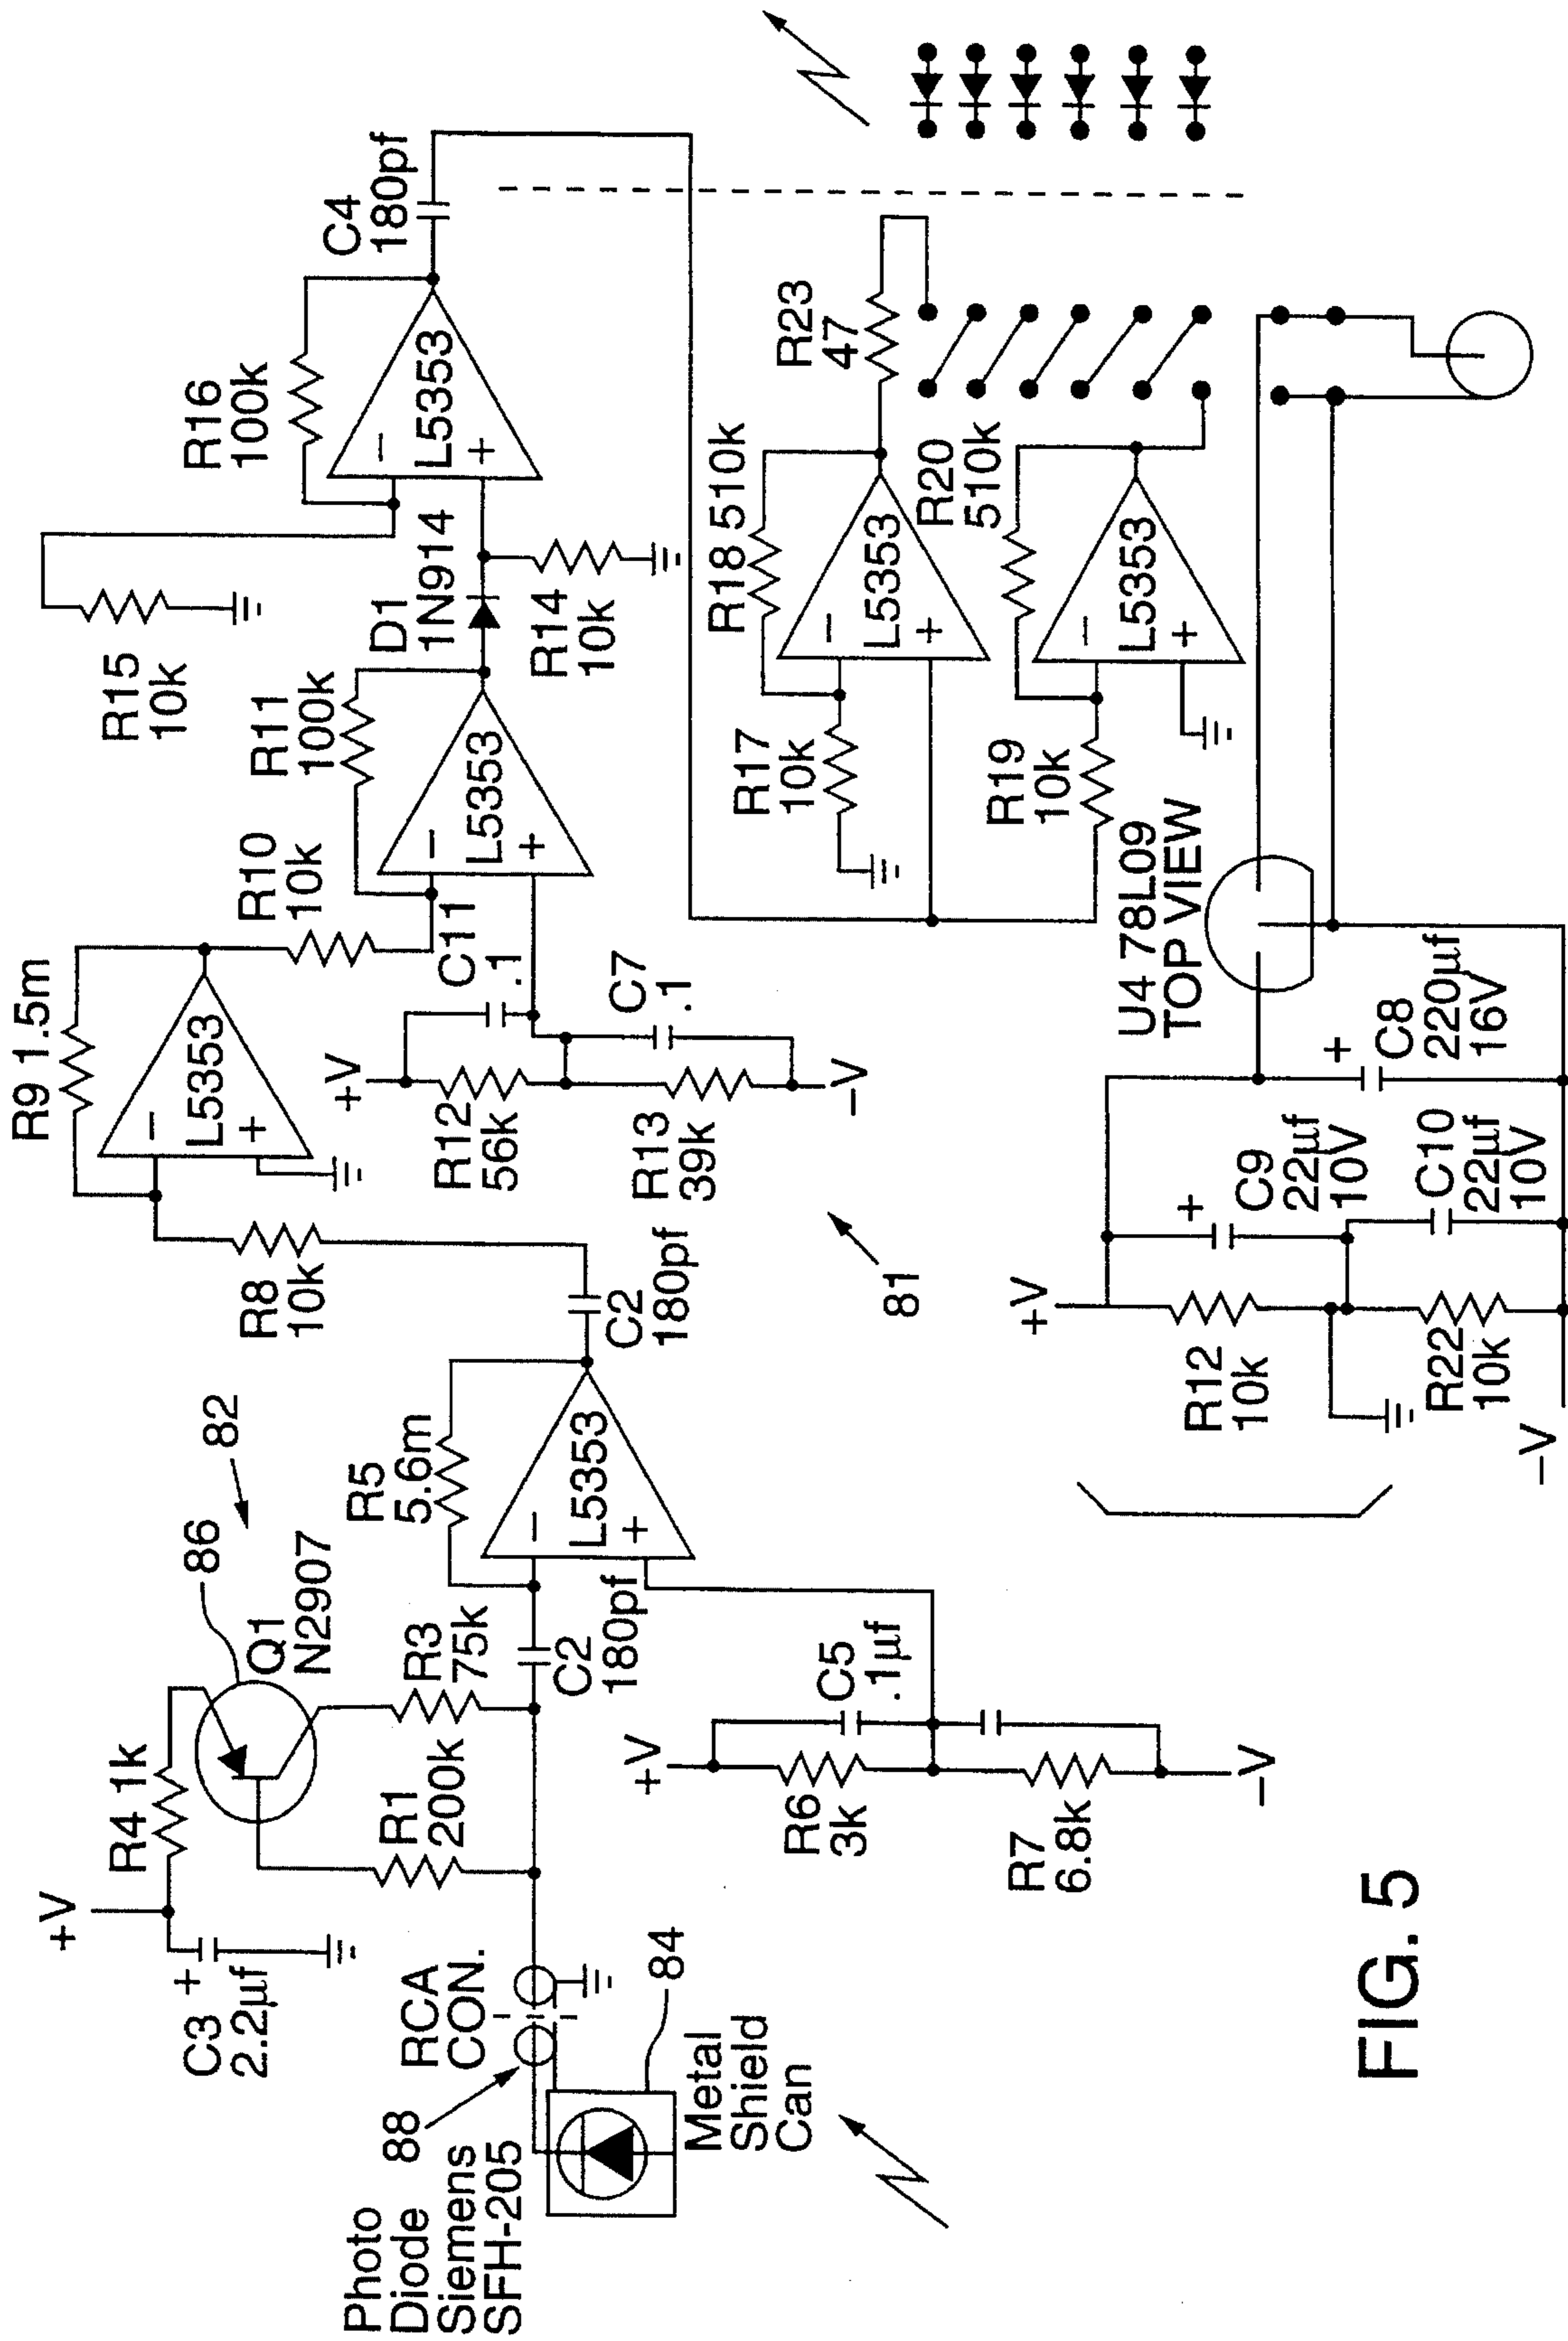 Photo
Diode
Siemens
SFH-205
88
RCA
CON.
Metal
Shield
Can
84
C3
+
2.2µf
+V
R4 1k
86
Q1
N2907
82
R1
200k
R3
75k
C2
180pf
R5
5.6m
−
L5353
+
+V
R6
3k
C5
.1µf
R7
6.8k
−V
C2
180pf
R8
10k
R9 1.5m
−
L5353
+
R10
10k
+V
R12
56k
C11
.1
R13
39k
C7
.1
−V
81
R11
100k
−
L5353
+
D1
1N914
R14
10k
R15
10k
R16
100k
−
L5353
+
C4
180pf
R17
10k
R18 510k
−
L5353
+
R23
47
R19
10k
R20
510k
−
L5353
+
U4 78L09
TOP VIEW
+V
R12
10k
+
C9
22µf
10V
R22
10k
C10
22µf
10V
+
C8
220µf
16V
−V
FIG. 5